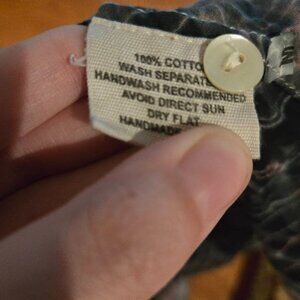 100% COTTO
WASH SEPARATE
HANDWASH RECOMMENDED
AVOID DIRECT SUN
DRY FLAT
HANDMADE